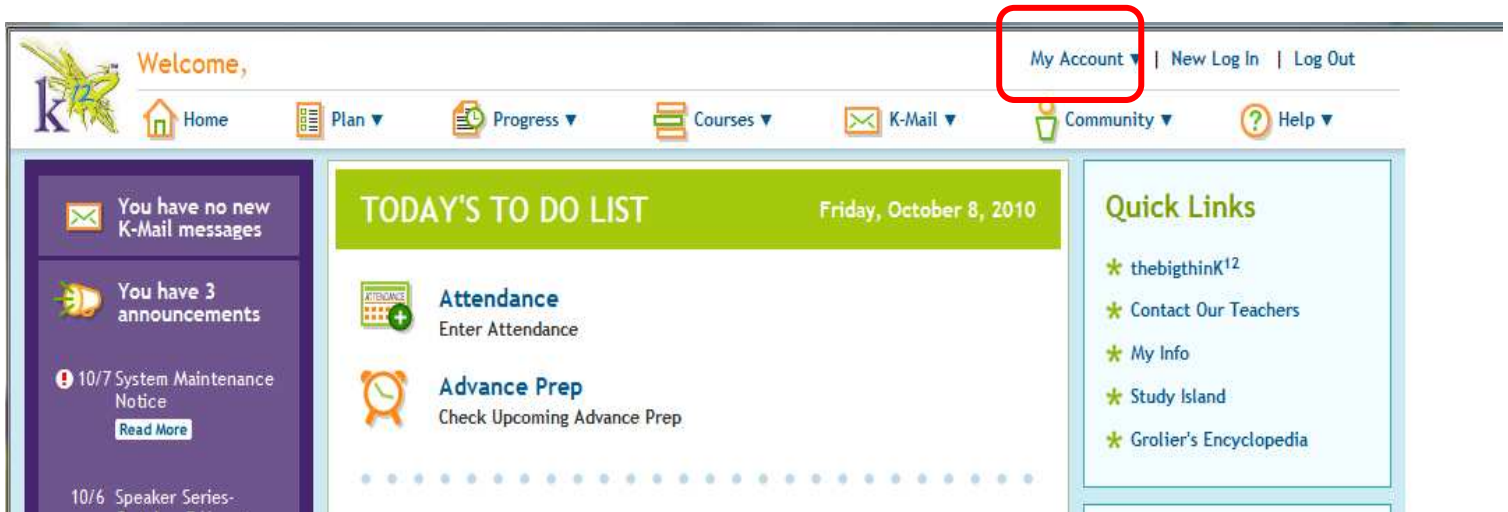 k12
Welcome,
My Account ▼ | New Log In | Log Out
Home
Plan ▼
Progress ▼
Courses ▼
K-Mail ▼
Community ▼
Help ▼
You have no new
K-Mail messages
You have 3
announcements
10/7 System Maintenance
Notice
Read More
10/6 Speaker Series-
TODAY'S TO DO LIST
Friday, October 8, 2010
ATTENDANCE
Attendance
Enter Attendance
Advance Prep
Check Upcoming Advance Prep
Quick Links
thebigthinK12
Contact Our Teachers
My Info
Study Island
Grolier's Encyclopedia